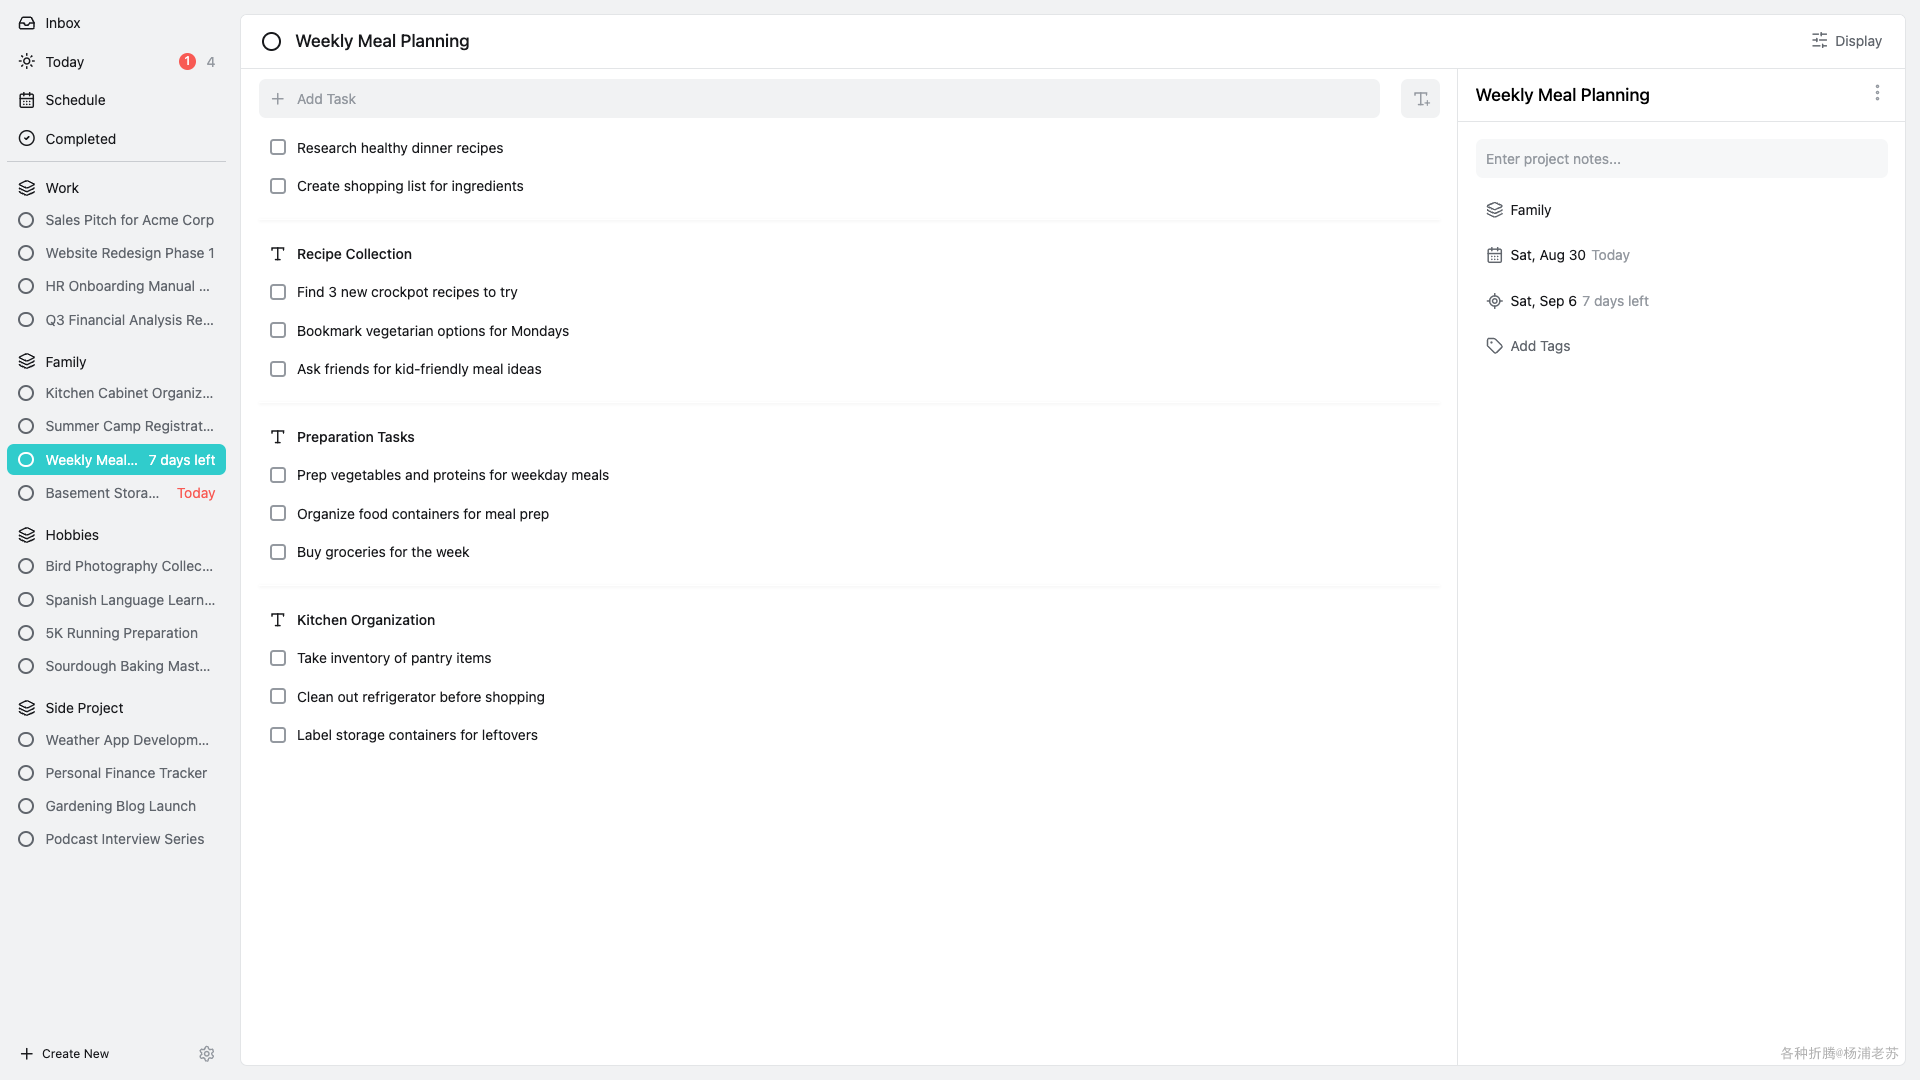 Inbox
Today 1 4
Schedule
Completed
Work
Sales Pitch for Acme Corp
Website Redesign Phase 1
HR Onboarding Manual ...
Q3 Financial Analysis Re...
Family
Kitchen Cabinet Organiz...
Summer Camp Registrat...
Weekly Meal... 7 days left
Basement Stora... Today
Hobbies
Bird Photography Collec...
Spanish Language Learn...
5K Running Preparation
Sourdough Baking Mast...
Side Project
Weather App Developm...
Personal Finance Tracker
Gardening Blog Launch
Podcast Interview Series
Create New
Weekly Meal Planning
Display
Add Task
Research healthy dinner recipes
Create shopping list for ingredients
Recipe Collection
Find 3 new crockpot recipes to try
Bookmark vegetarian options for Mondays
Ask friends for kid-friendly meal ideas
Preparation Tasks
Prep vegetables and proteins for weekday meals
Organize food containers for meal prep
Buy groceries for the week
Kitchen Organization
Take inventory of pantry items
Clean out refrigerator before shopping
Label storage containers for leftovers
Weekly Meal Planning
Enter project notes...
Family
Sat, Aug 30 Today
Sat, Sep 6 7 days left
Add Tags
各种折腾@杨浦老苏